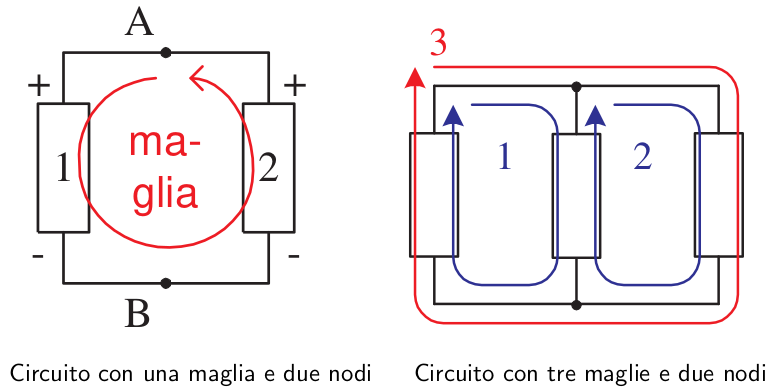 A
+ +
1 2
ma-
glia
- -
B
Circuito con una maglia e due nodi
3
1 2
Circuito con tre maglie e due nodi